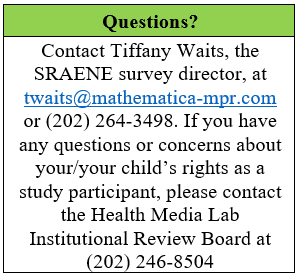 Questions?
Contact Tiffany Waits, the
SRAENE survey director, at
twaits@mathematica-mpr.com
or (202) 264-3498. If you have
any questions or concerns about
your/your child’s rights as a
study participant, please contact
the Health Media Lab
Institutional Review Board at
(202) 246-8504